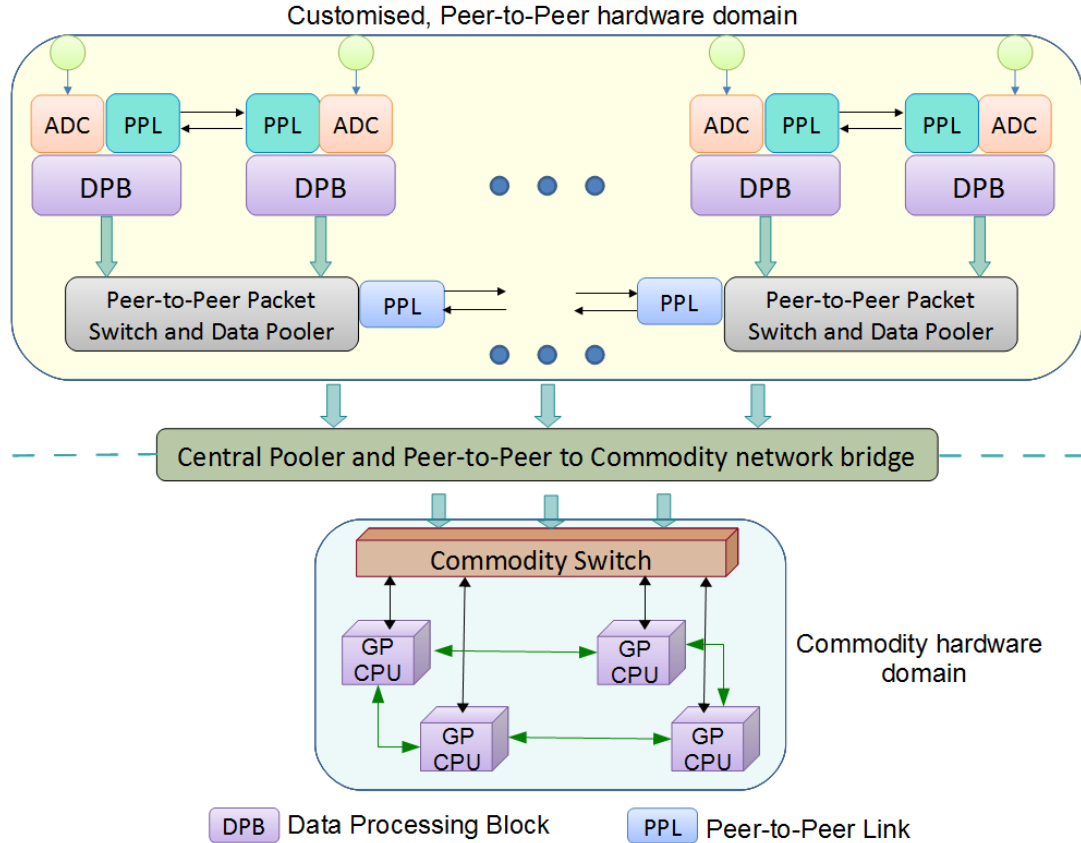 Customised, Peer-to-Peer hardware domain
ADC PPL PPL ADC ADC PPL PPL ADC
DPB DPB DPB DPB
Peer-to-Peer Packet
Switch and Data Pooler
PPL
PPL
Peer-to-Peer Packet
Switch and Data Pooler
Central Pooler and Peer-to-Peer to Commodity network bridge
Commodity Switch
GP
CPU
GP
CPU
GP
CPU
GP
CPU
Commodity hardware
domain
DPB Data Processing Block
PPL Peer-to-Peer Link